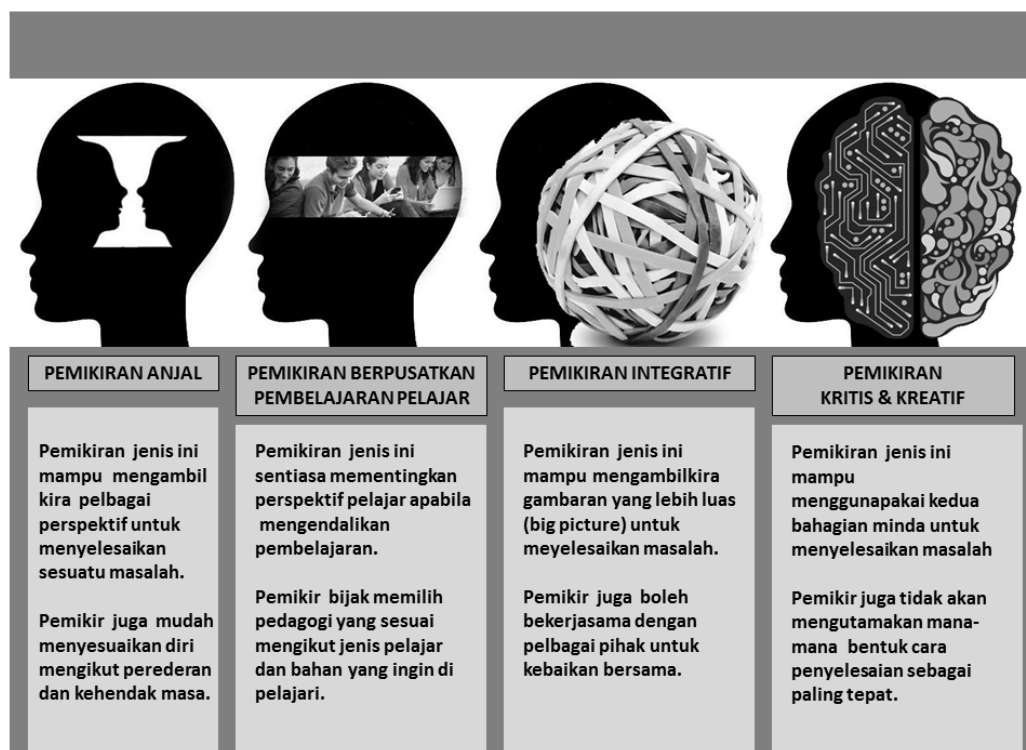 PEMIKIRAN ANJAL
Pemikiran jenis ini
mampu mengambil
kira pelbagai
perspektif untuk
menyelesaikan
sesuatu masalah.
Pemikir juga mudah
menyesuaikan diri
mengikut perederan
dan kehendak masa.
PEMIKIRAN BERPUSATKAN
PEMBELAJARAN PELAJAR
Pemikiran jenis ini
sentiasa mementingkan
perspektif pelajar apabila
mengendalikan
pembelajaran.
Pemikir bijak memilih
pedagogi yang sesuai
mengikut jenis pelajar
dan bahan yang ingin di
pelajari.
PEMIKIRAN INTEGRATIF
Pemikiran jenis ini
mampu mengambilkira
gambaran yang lebih luas
(big picture) untuk
meyelesaikan masalah.
Pemikir juga boleh
bekerjasama dengan
pelbagai pihak untuk
kebaikan bersama.
PEMIKIRAN
KRITIS & KREATIF
Pemikiran jenis ini
mampu
menggunapakai kedua
bahagian minda untuk
menyelesaikan masalah
Pemikir juga tidak akan
mengutamakan mana-
mana bentuk cara
penyelesaian sebagai
paling tepat.